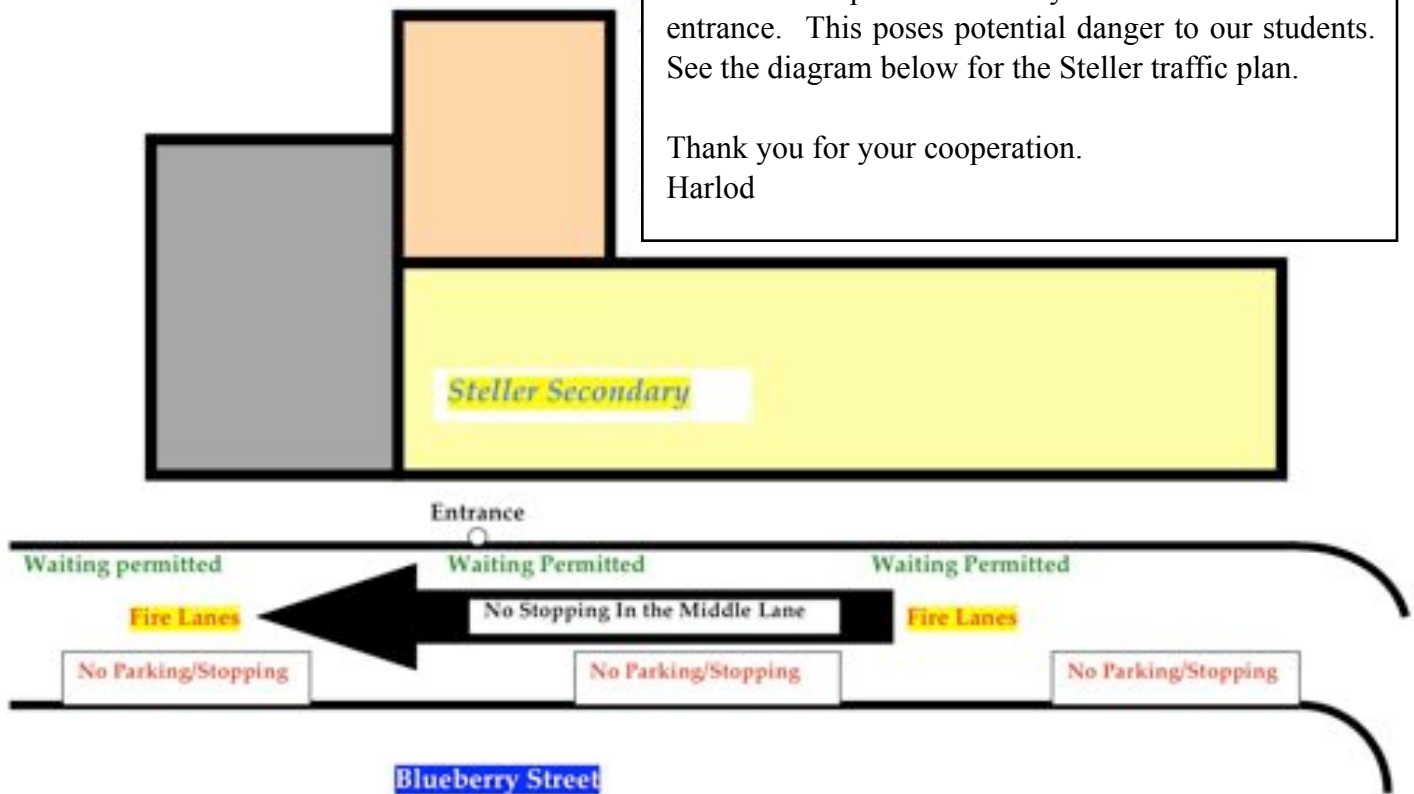 entrance. This poses potential danger to our students.
See the diagram below for the Steller traffic plan.
Thank you for your cooperation.
Harlod
Steller Secondary
Entrance
Waiting permitted Waiting Permitted Waiting Permitted
Fire Lanes No Stopping In the Middle Lane Fire Lanes
No Parking/Stopping No Parking/Stopping No Parking/Stopping
Blueberry Street